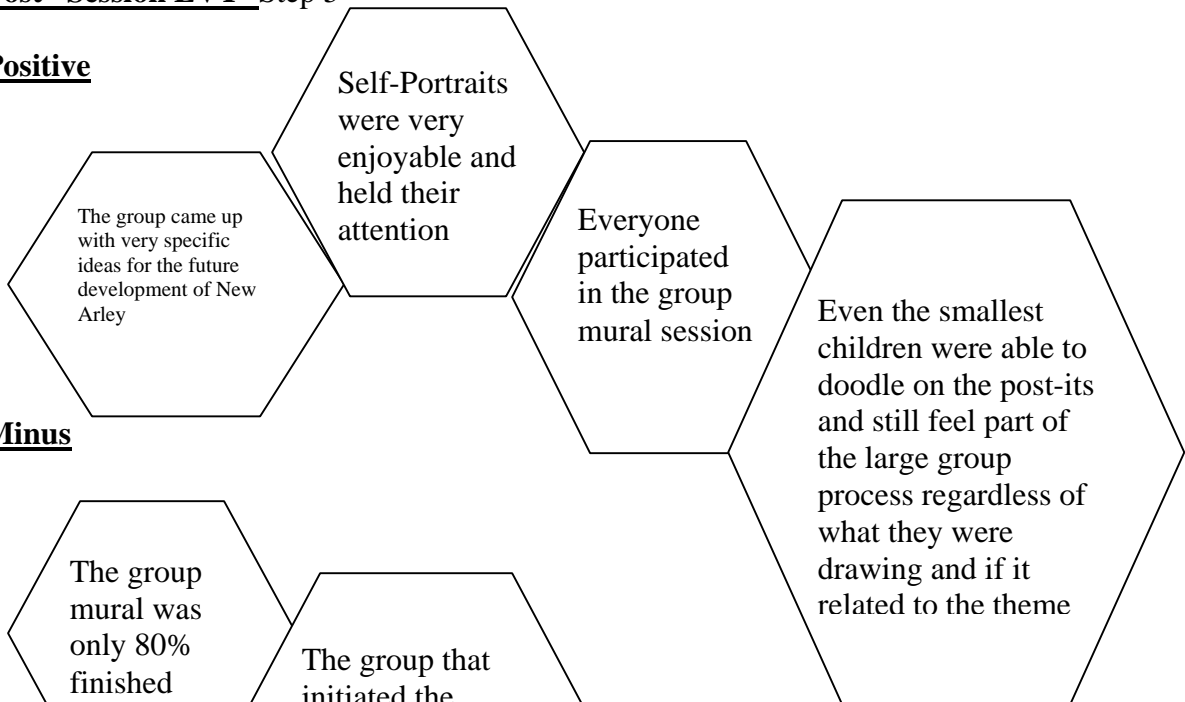 Step 3
Positive
Self-Portraits
were very
enjoyable and
held their
attention
The group came up
with very specific
ideas for the future
development of New
Arley
Everyone
participated
in the group
mural session
Even the smallest
children were able to
doodle on the post-its
and still feel part of
the large group
process regardless of
what they were
drawing and if it
related to the theme
Minus
The group
mural was
only 80%
finished
The group that
initiated the